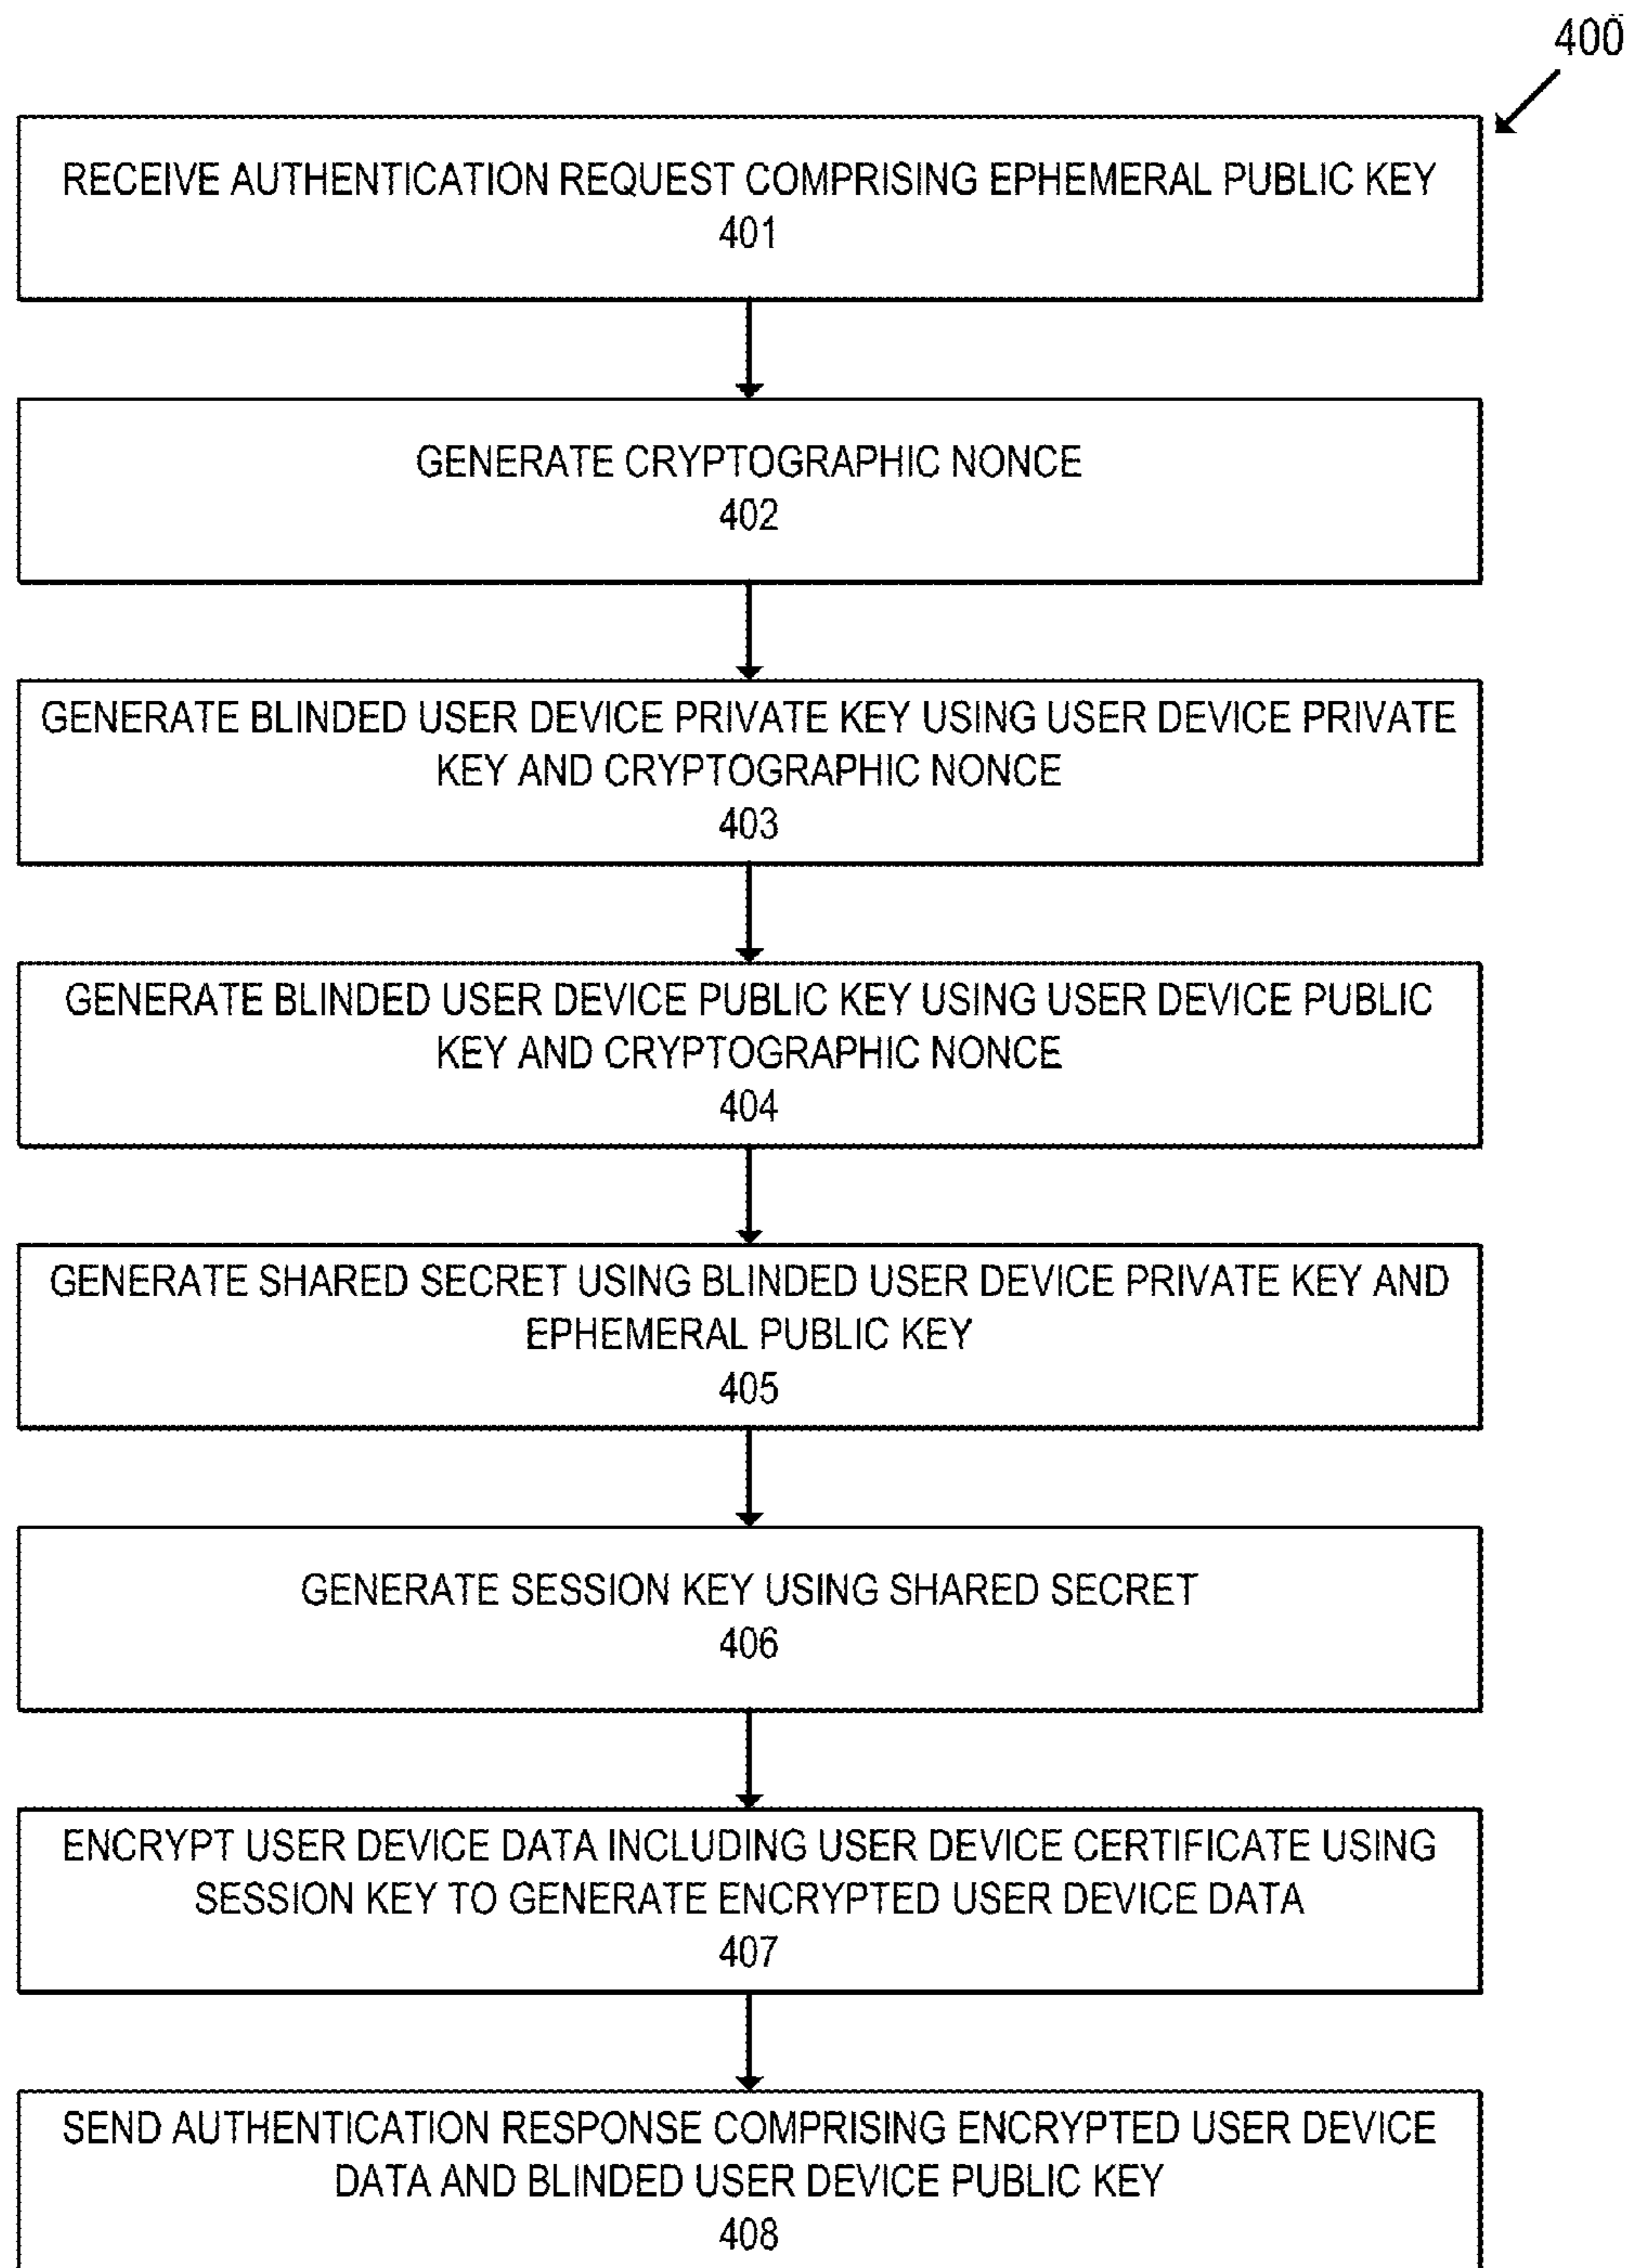 400
RECEIVE AUTHENTICATION REQUEST COMPRISING EPHEMERAL PUBLIC KEY
401
GENERATE CRYPTOGRAPHIC NONCE
402
GENERATE BLINDED USER DEVICE PRIVATE KEY USING USER DEVICE PRIVATE
KEY AND CRYPTOGRAPHIC NONCE
403
GENERATE BLINDED USER DEVICE PUBLIC KEY USING USER DEVICE PUBLIC
KEY AND CRYPTOGRAPHIC NONCE
404
GENERATE SHARED SECRET USING BLINDED USER DEVICE PRIVATE KEY AND
EPHEMERAL PUBLIC KEY
405
GENERATE SESSION KEY USING SHARED SECRET
406
ENCRYPT USER DEVICE DATA INCLUDING USER DEVICE CERTIFICATE USING
SESSION KEY TO GENERATE ENCRYPTED USER DEVICE DATA
407
SEND AUTHENTICATION RESPONSE COMPRISING ENCRYPTED USER DEVICE
DATA AND BLINDED USER DEVICE PUBLIC KEY
408